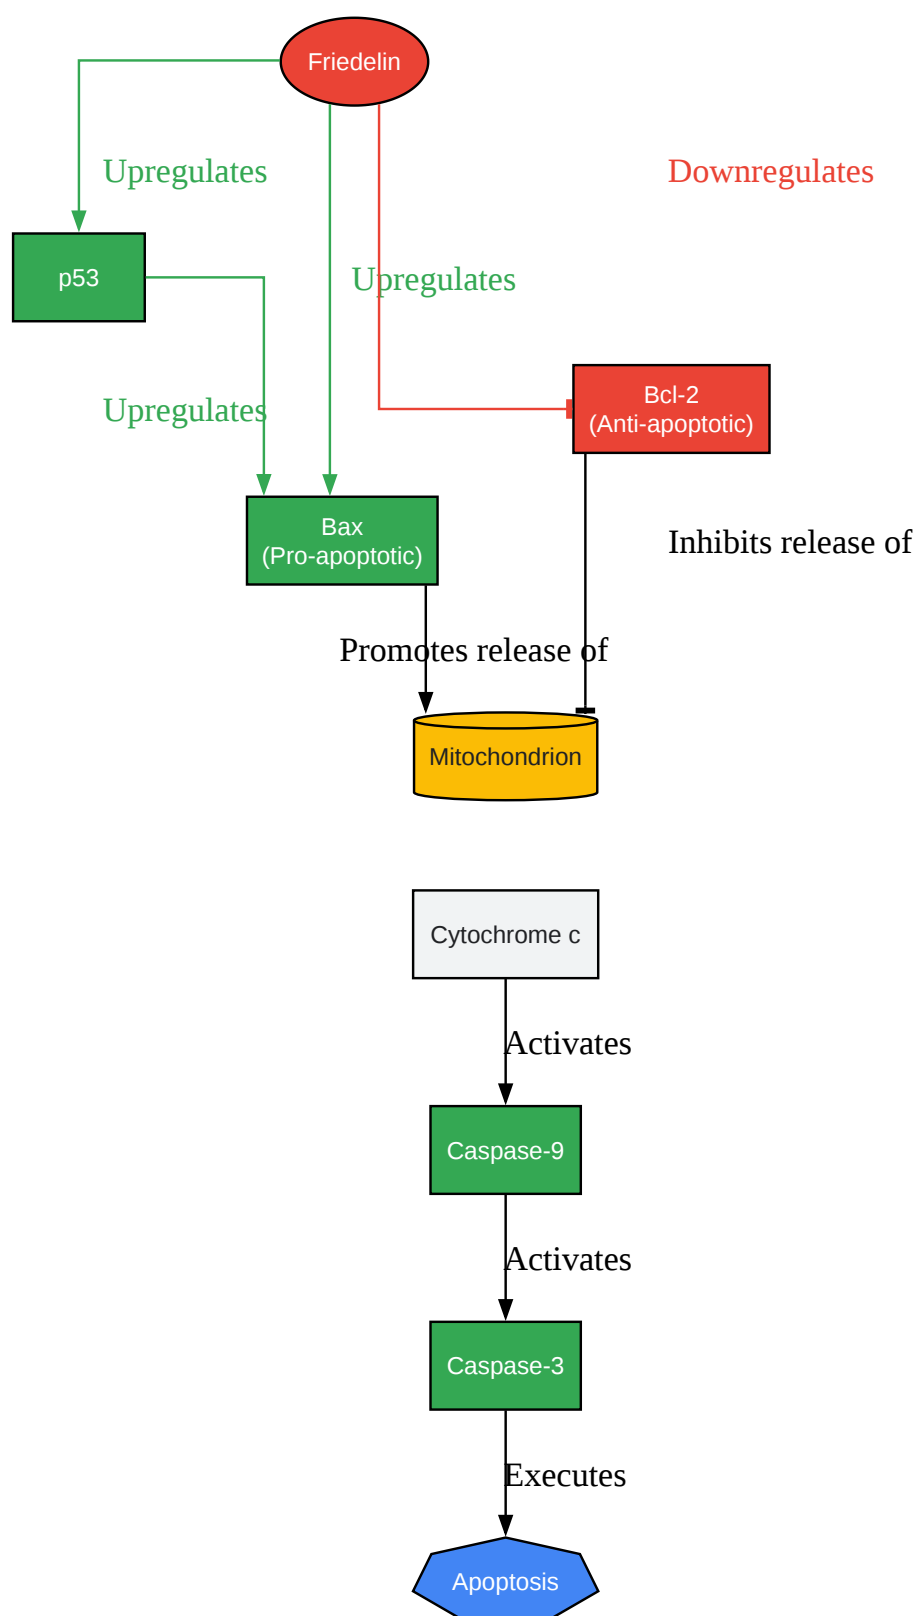 Friedelin
Upregulates
Downregulates
p53
Upregulates
Bcl-2
(Anti-apoptotic)
Upregulates
Bax
(Pro-apoptotic)
Inhibits release of
Promotes release of
Mitochondrion
Cytochrome c
Activates
Caspase-9
Activates
Caspase-3
Executes
Apoptosis